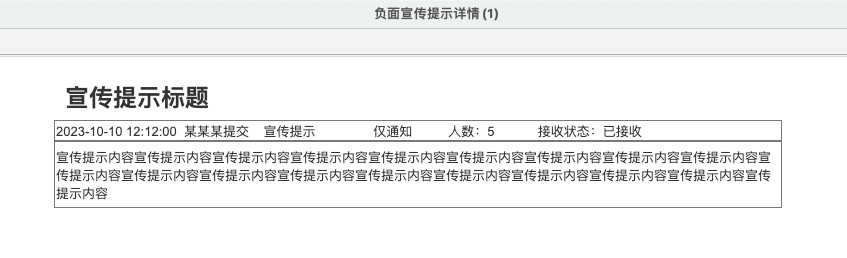 负面宣传提示详情 (1)
宣传提示标题
2023-10-10 12:12:00 某某某提交 宣传提示 仅通知 人数：5 接收状态：已接收
宣传提示内容宣传提示内容宣传提示内容宣传提示内容宣传提示内容宣传提示内容宣传提示内容宣传提示内容宣传提示内容宣
传提示内容宣传提示内容宣传提示内容宣传提示内容宣传提示内容宣传提示内容宣传提示内容宣传提示内容宣传提示内容宣传
提示内容